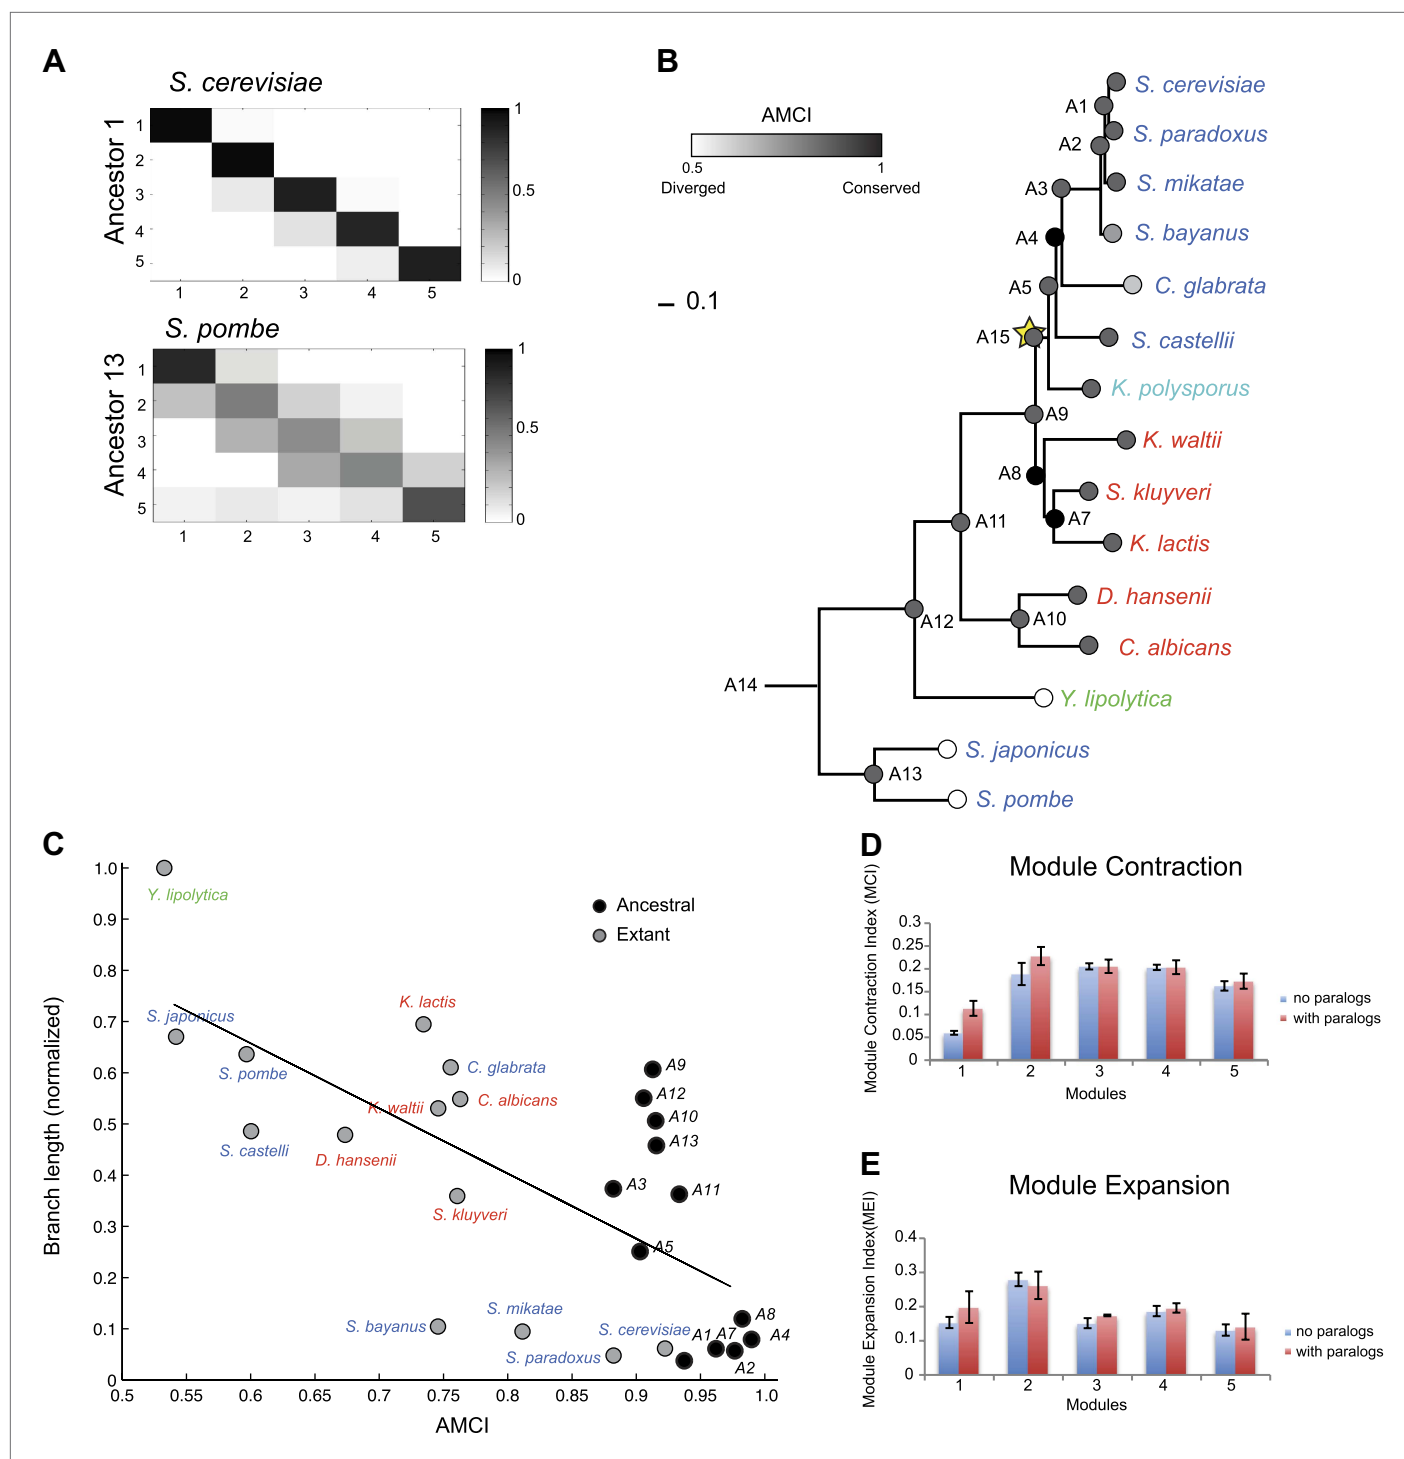 A
S. cerevisiae
Ancestor 1
1
2
3
4
5
1 2 3 4 5
1
0.5
0
S. pombe
Ancestor 13
1
2
3
4
5
1 2 3 4 5
1
0.5
0
B
AMCI
0.5 1
Diverged Conserved
0.1
S. cerevisiae
A1
S. paradoxus
A2
S. mikatae
A3
S. bayanus
A4
C. glabrata
A5
A15
S. castellii
K. polysporus
A9
K. waltii
A8
S. kluyveri
A7
K. lactis
A11
D. hansenii
A10
A12
C. albicans
A14
Y. lipolytica
S. japonicus
A13
S. pombe
C
Branch length (normalized)
1.0
0.9
0.8
0.7
0.6
0.5
0.4
0.3
0.2
0.1
0
Y. lipolytica
Ancestral
Extant
K. lactis
S. japonicus
S. pombe
C. glabrata
A9
A12
K. waltii
C. albicans
A10
S. castelli
D. hansenii
A13
A3
A11
S. kluyveri
A5
S. bayanus
S. mikatae
S. cerevisiae
S. paradoxus
A8
A1 A7
A4
A2
0.5 0.55 0.6 0.65 0.7 0.75 0.8 0.85 0.9 0.95 1.0
AMCI
D
Module Contraction
Module Contraction Index (MCI)
0.3
0.25
0.2
0.15
0.1
0.05
0
1 2 3 4 5
Modules
no paralogs
with paralogs
E
Module Expansion
Module Expansion Index(MEI)
0.4
0.3
0.2
0.1
0
1 2 3 4 5
Modules
no paralogs
with paralogs